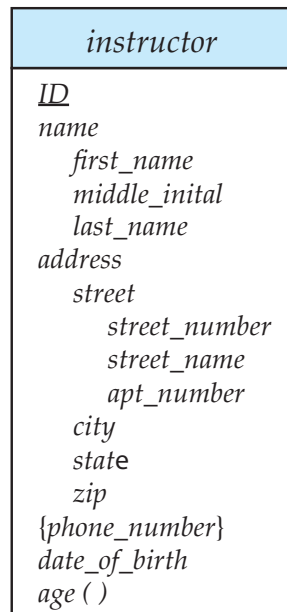 instructor
ID
name
first_name
middle_inital
last_name
address
street
street_number
street_name
apt_number
city
state
zip
{phone_number}
date_of_birth
age ( )